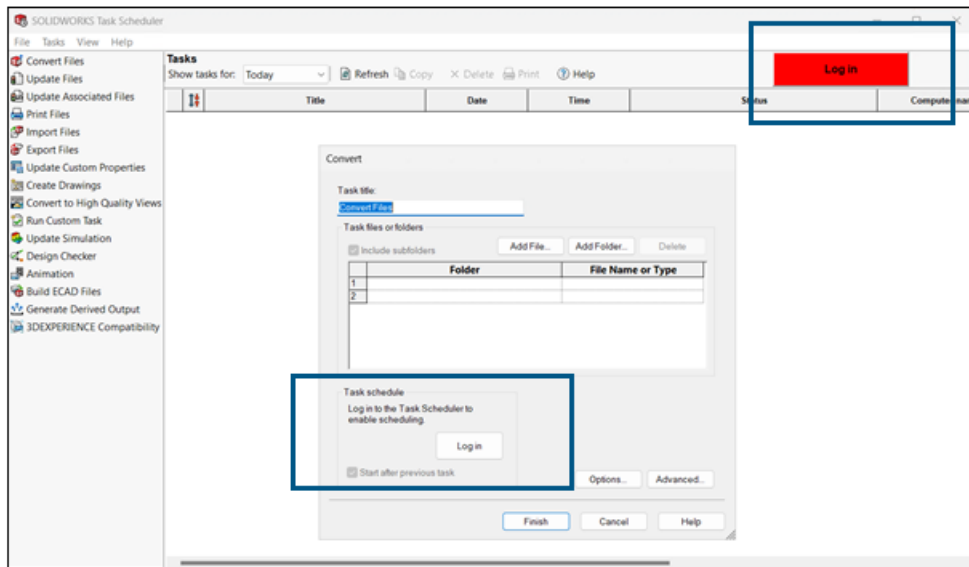 SOLIDWORKS Task Scheduler
File Tasks View Help
Convert Files
Update Files
Update Associated Files
Print Files
Import Files
Export Files
Update Custom Properties
Create Drawings
Convert to High Quality Views
Run Custom Task
Update Simulation
Design Checker
Animation
Build ECAD Files
Generate Derived Output
3DEXPERIENCE Compatibility
Tasks
Show tasks for: Today Refresh Copy Delete Print Help
Log in
Title Date Time Status
Convert
Task title:
Convert Files
Task files or folders
Include subfolders Add File... Add Folder... Delete
Folder File Name or Type
1
2
Task schedule
Log in to the Task Scheduler to
enable scheduling.
Log in
Start after previous task
Options... Advanced...
Finish Cancel Help